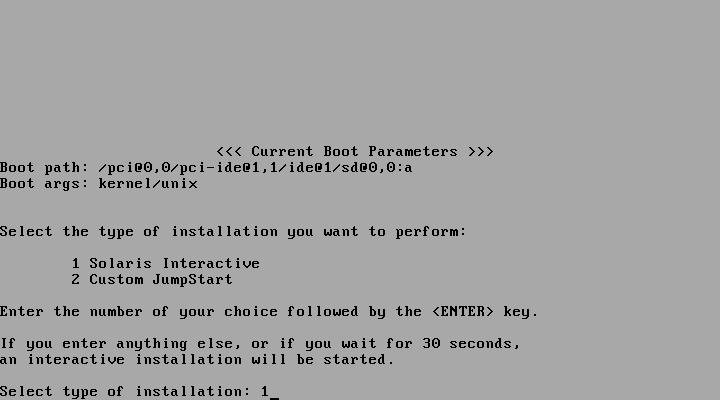 <<< Current Boot Parameters >>>
Boot path: /pci@0,0/pci-ide@1,1/ide@1/sd@0,0:a
Boot args: kernel/unix
Select the type of installation you want to perform:
1 Solaris Interactive
2 Custom JumpStart
Enter the number of your choice followed by the <ENTER> key.
If you enter anything else, or if you wait for 30 seconds,
an interactive installation will be started.
Select type of installation: 1_